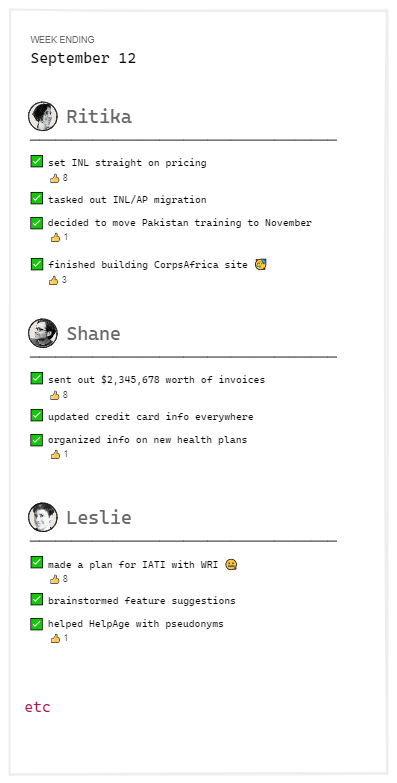 WEEK ENDING
September 12
Ritika
set INL straight on pricing
8
tasked out INL/AP migration
decided to move Pakistan training to November
1
finished building CorpsAfrica site
3
Shane
sent out $2,345,678 worth of invoices
8
updated credit card info everywhere
organized info on new health plans
1
Leslie
made a plan for IATI with WRI
8
brainstormed feature suggestions
helped HelpAge with pseudonyms
1
etc